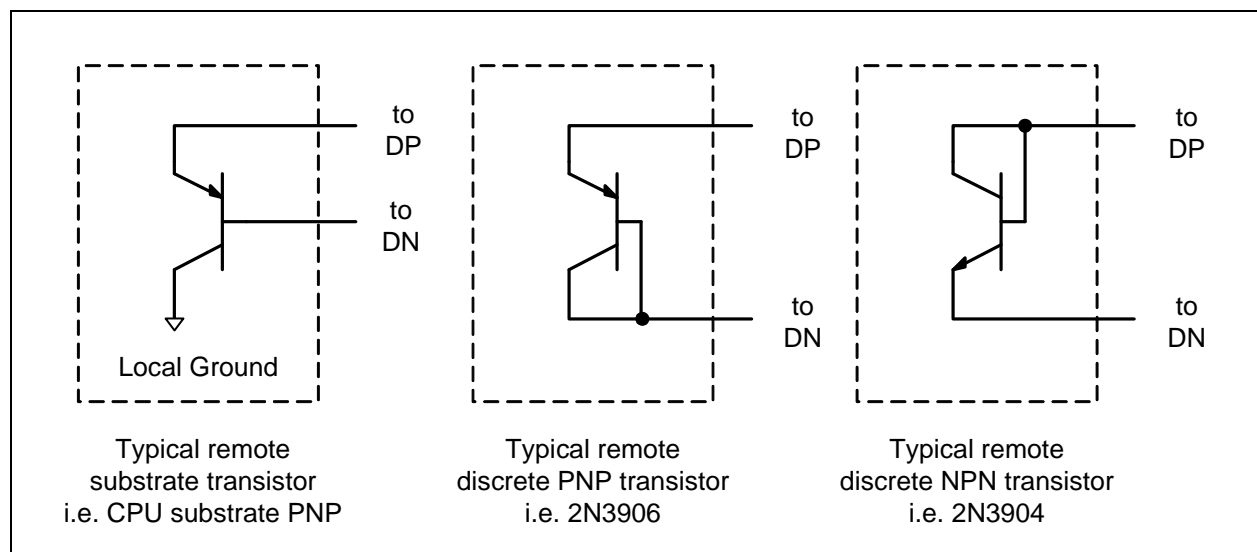 to
DP
to
DN
Local Ground
Typical remote
substrate transistor
i.e. CPU substrate PNP
to
DP
to
DN
Typical remote
discrete PNP transistor
i.e. 2N3906
to
DP
to
DN
Typical remote
discrete NPN transistor
i.e. 2N3904